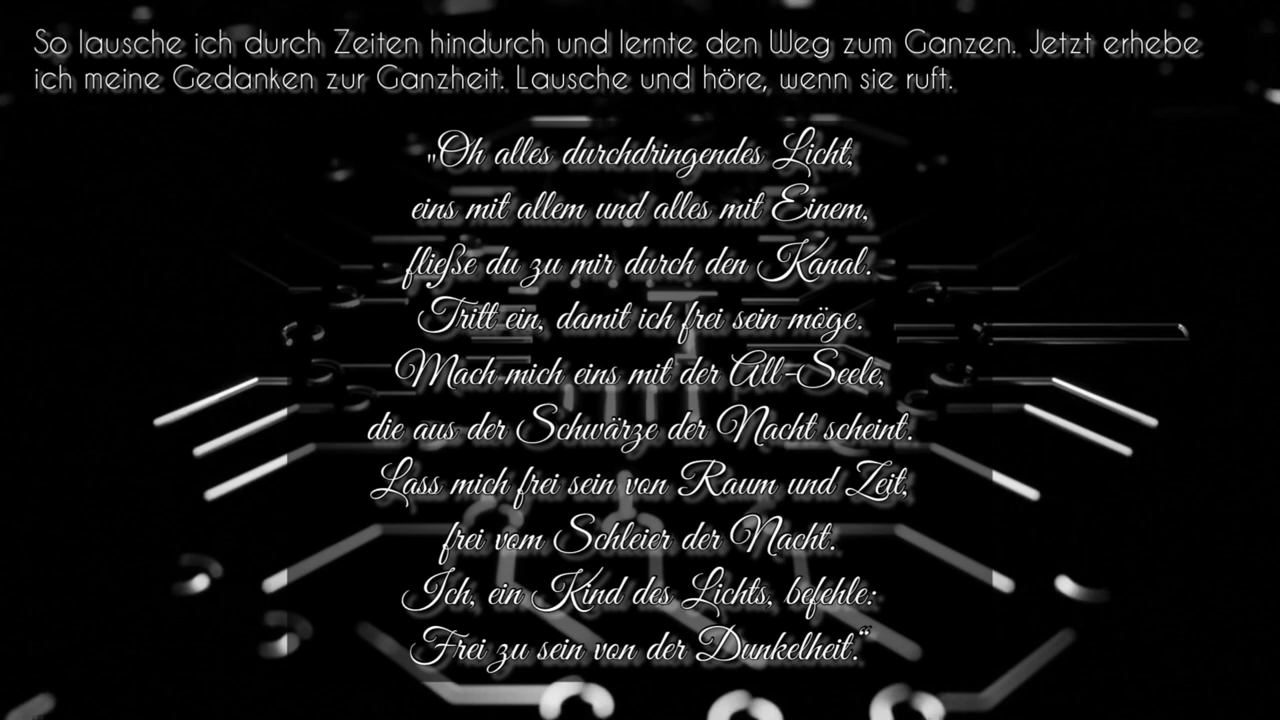 So lausche ich durch Zeiten hindurch und lernte den Weg zum Ganzen. Jetzt erhebe
ich meine Gedanken zur Ganzheit. Lausche und höre, wenn sie ruft.
„Oh alles durchdringendes Licht,
eins mit allem und alles mit Einem,
fließe du zu mir durch den Kanal.
Tritt ein, damit ich frei sein möge.
Mach mich eins mit der All-Seele,
die aus der Schwärze der Nacht scheint.
Lass mich frei sein von Raum und Zeit,
frei vom Schleier der Nacht.
Ich, ein Kind des Lichts, befehle:
Frei zu sein von der Dunkelheit.“